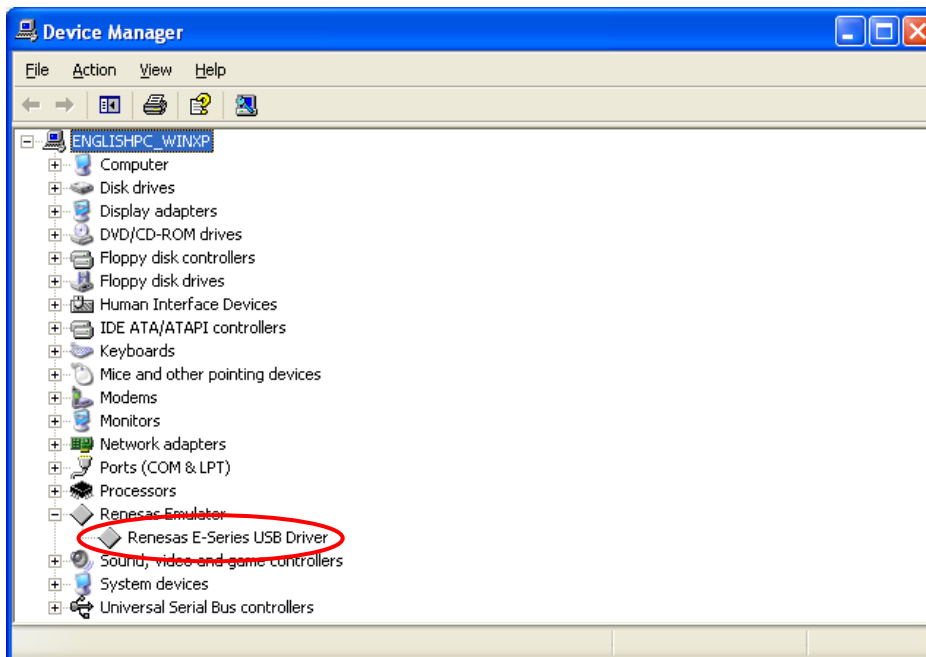 Device Manager
File Action View Help
ENGLISHPC_WINXP
Computer
Disk drives
Display adapters
DVD/CD-ROM drives
Floppy disk controllers
Floppy disk drives
Human Interface Devices
IDE ATA/ATAPI controllers
Keyboards
Mice and other pointing devices
Modems
Monitors
Network adapters
Ports (COM & LPT)
Processors
Renesas Emulator
Renesas E-Series USB Driver
Sound, video and game controllers
System devices
Universal Serial Bus controllers